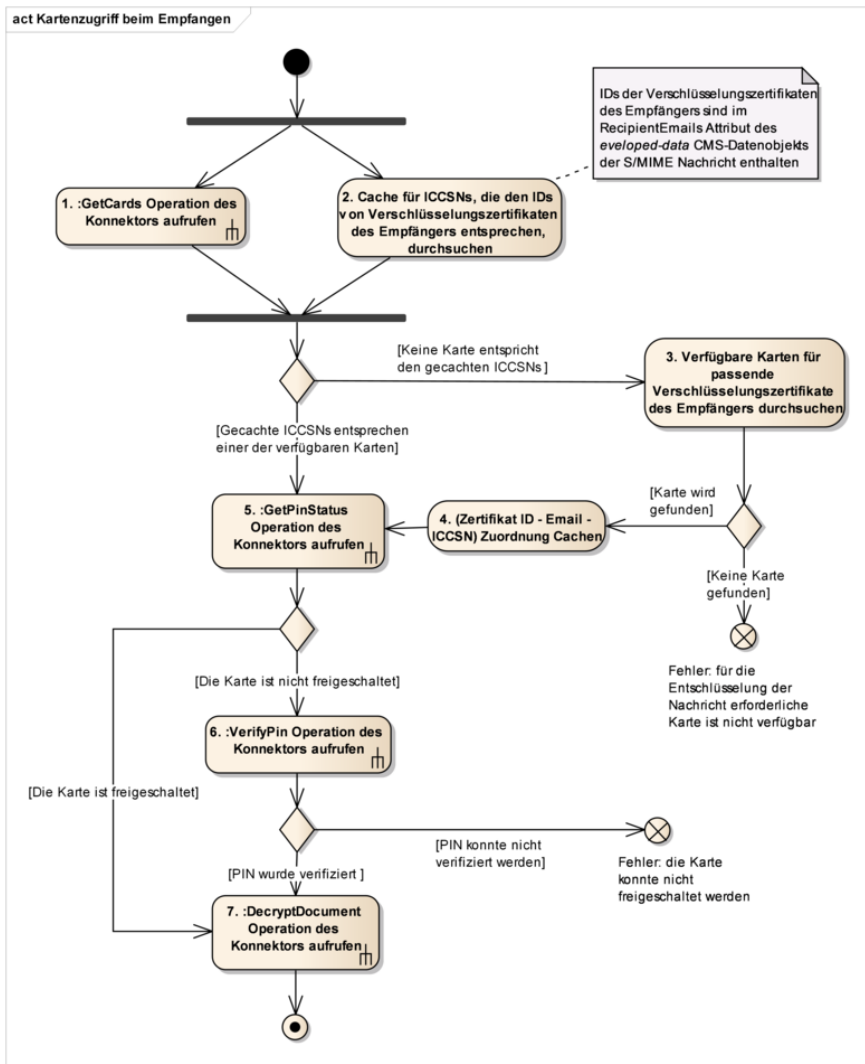 act Kartenzugriff beim Empfangen
IDs der Verschlüsselungszertifikaten
des Empfängers sind im
RecipientEmails Attribut des
eveloped-data CMS-Datenobjekts
der S/MIME Nachricht enthalten
1. :GetCards Operation des
Konnektors aufrufen
2. Cache für ICCSNs, die den IDs
von Verschlüsselungszertifikaten
des Empfängers entsprechen,
durchsuchen
[Keine Karte entspricht
den gecachten ICCSNs]
3. Verfügbare Karten für
passende
Verschlüsselungszertifikate
des Empfängers durchsuchen
[Gecachte ICCSNs entsprechen
einer der verfügbaren Karten]
[Karte wird
gefunden]
5. :GetPinStatus
Operation des
Konnektors aufrufen
4. (Zertifikat ID - Email -
ICCSN) Zuordnung Cachen
[Keine Karte
gefunden]
Fehler: für die
Entschlüsselung der
Nachricht erforderliche
Karte ist nicht verfügbar
[Die Karte ist nicht freigeschaltet]
6. :VerifyPin Operation des
Konnektors aufrufen
[Die Karte ist freigeschaltet]
[PIN konnte nicht
verifiziert werden]
Fehler: die Karte
konnte nicht
freigeschaltet werden
[PIN wurde verifiziert ]
7. :DecryptDocument
Operation des
Konnektors aufrufen